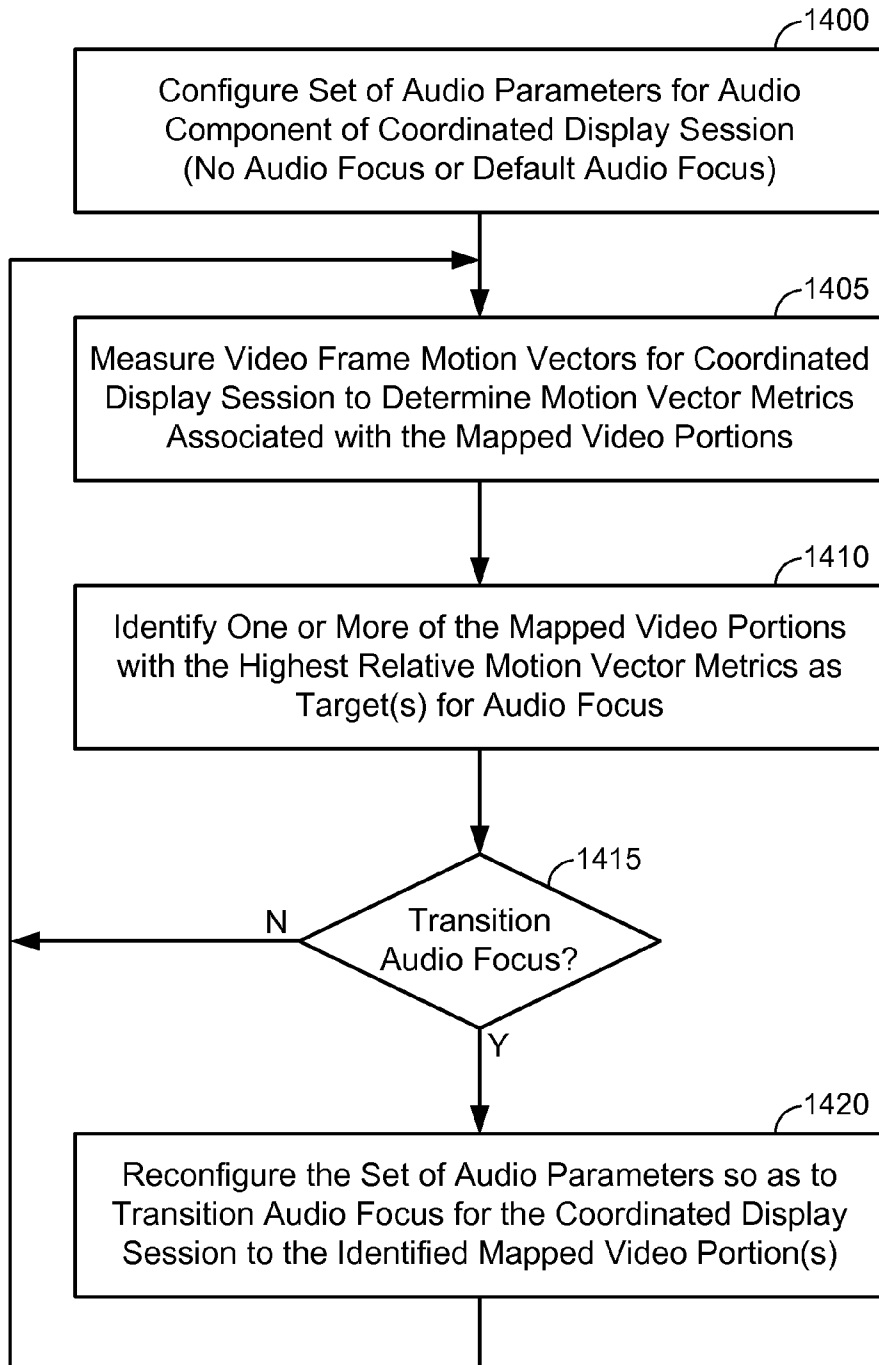 1400
Configure Set of Audio Parameters for Audio
Component of Coordinated Display Session
(No Audio Focus or Default Audio Focus)
1405
Measure Video Frame Motion Vectors for Coordinated
Display Session to Determine Motion Vector Metrics
Associated with the Mapped Video Portions
1410
Identify One or More of the Mapped Video Portions
with the Highest Relative Motion Vector Metrics as
Target(s) for Audio Focus
1415
Transition
Audio Focus?
N
Y
1420
Reconfigure the Set of Audio Parameters so as to
Transition Audio Focus for the Coordinated Display
Session to the Identified Mapped Video Portion(s)